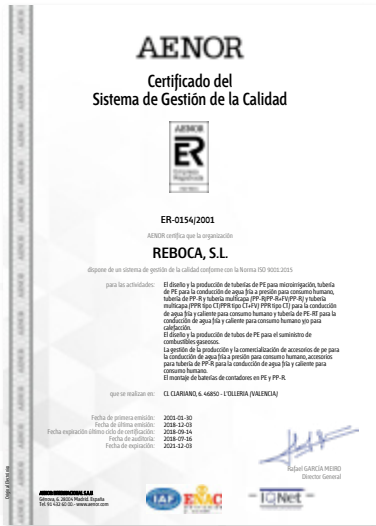 AENOR
Certificado del
Sistema de Gestión de la Calidad
AENOR
ER
Empresa
Registrada
ER-0154/2001
AENOR certifica que la organización
REBOCA, S.L.
dispone de un sistema de gestión de la calidad conforme con la Norma ISO 9001:2015
para las actividades: El diseño y la producción de tuberías de PE para microirrigación, tubería
de PE para la conducción de agua fría a presión para consumo humano,
tubería de PP-R y tubería multicapa (PP-R/PP-R+FV/PP-R) y tubería
multicapa (PPR tipo CT/PPR tipo CT+FV/ PPR tipo CT) para la conducción
de agua fría y caliente para consumo humano y tubería de PE-RT para la
conducción de agua fría y caliente para consumo humano y/o para
calefacción.
El diseño y la producción de tubos de PE para el suministro de
combustibles gaseosos.
La gestión de la producción y la comercialización de accesorios de pe para
la conducción de agua fría a presión para consumo humano, accesorios
para tubería de PP-R para la conducción de agua fría y caliente para
consumo humano.
El montaje de baterías de contadores en PE y PP-R.
que se realizan en: CL CLARIANO, 6. 46850 - L'OLLERIA (VALENCIA)
Fecha de primera emisión: 2001-01-30
Fecha de última emisión: 2018-12-03
Fecha expiración último ciclo de certificación: 2018-09-14
Fecha de auditoría: 2018-07-16
Fecha de expiración: 2021-12-03
Rafael GARCÍA MEIRO
Director General
Original Electrónico
AENOR INTERNACIONAL S.A.U.
Génova, 6. 28004 Madrid. España
Tel. 91 432 60 00.- www.aenor.com
IAF
ENAC
IQNet